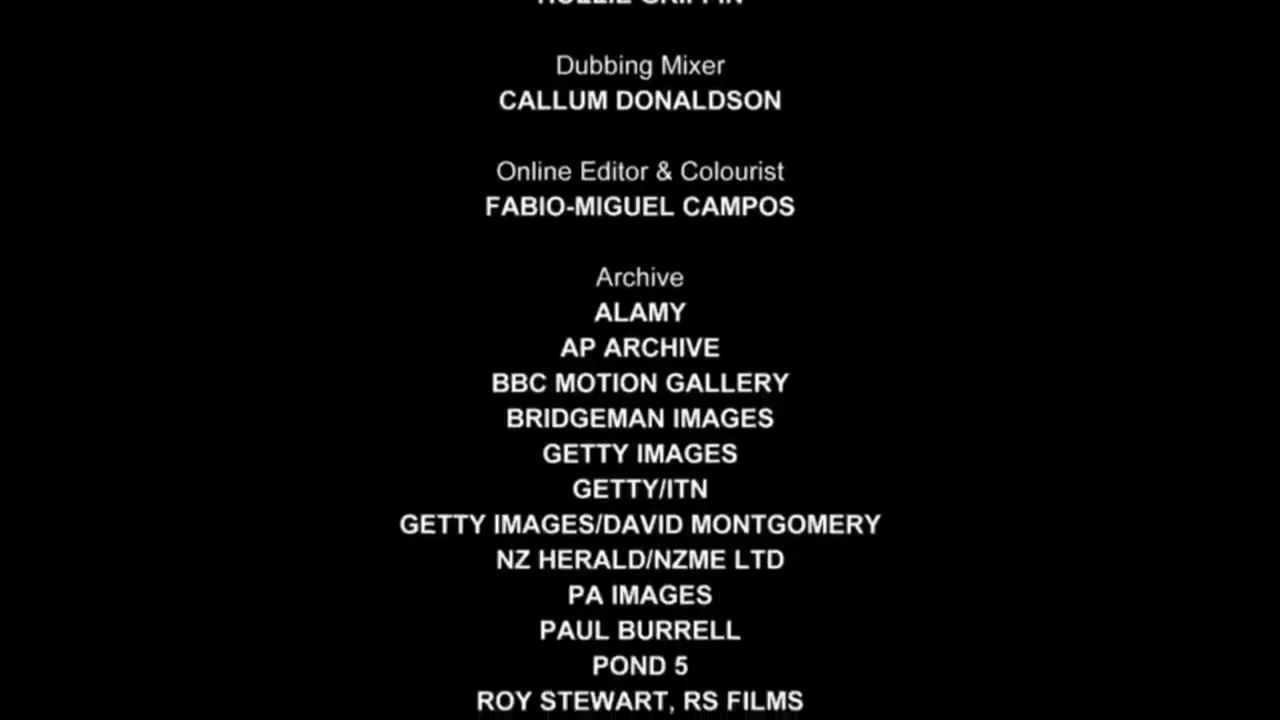 Dubbing Mixer
CALLUM DONALDSON
Online Editor & Colourist
FABIO-MIGUEL CAMPOS
Archive
ALAMY
AP ARCHIVE
BBC MOTION GALLERY
BRIDGEMAN IMAGES
GETTY IMAGES
GETTY/ITN
GETTY IMAGES/DAVID MONTGOMERY
NZ HERALD/NZME LTD
PA IMAGES
PAUL BURRELL
POND 5
ROY STEWART, RS FILMS